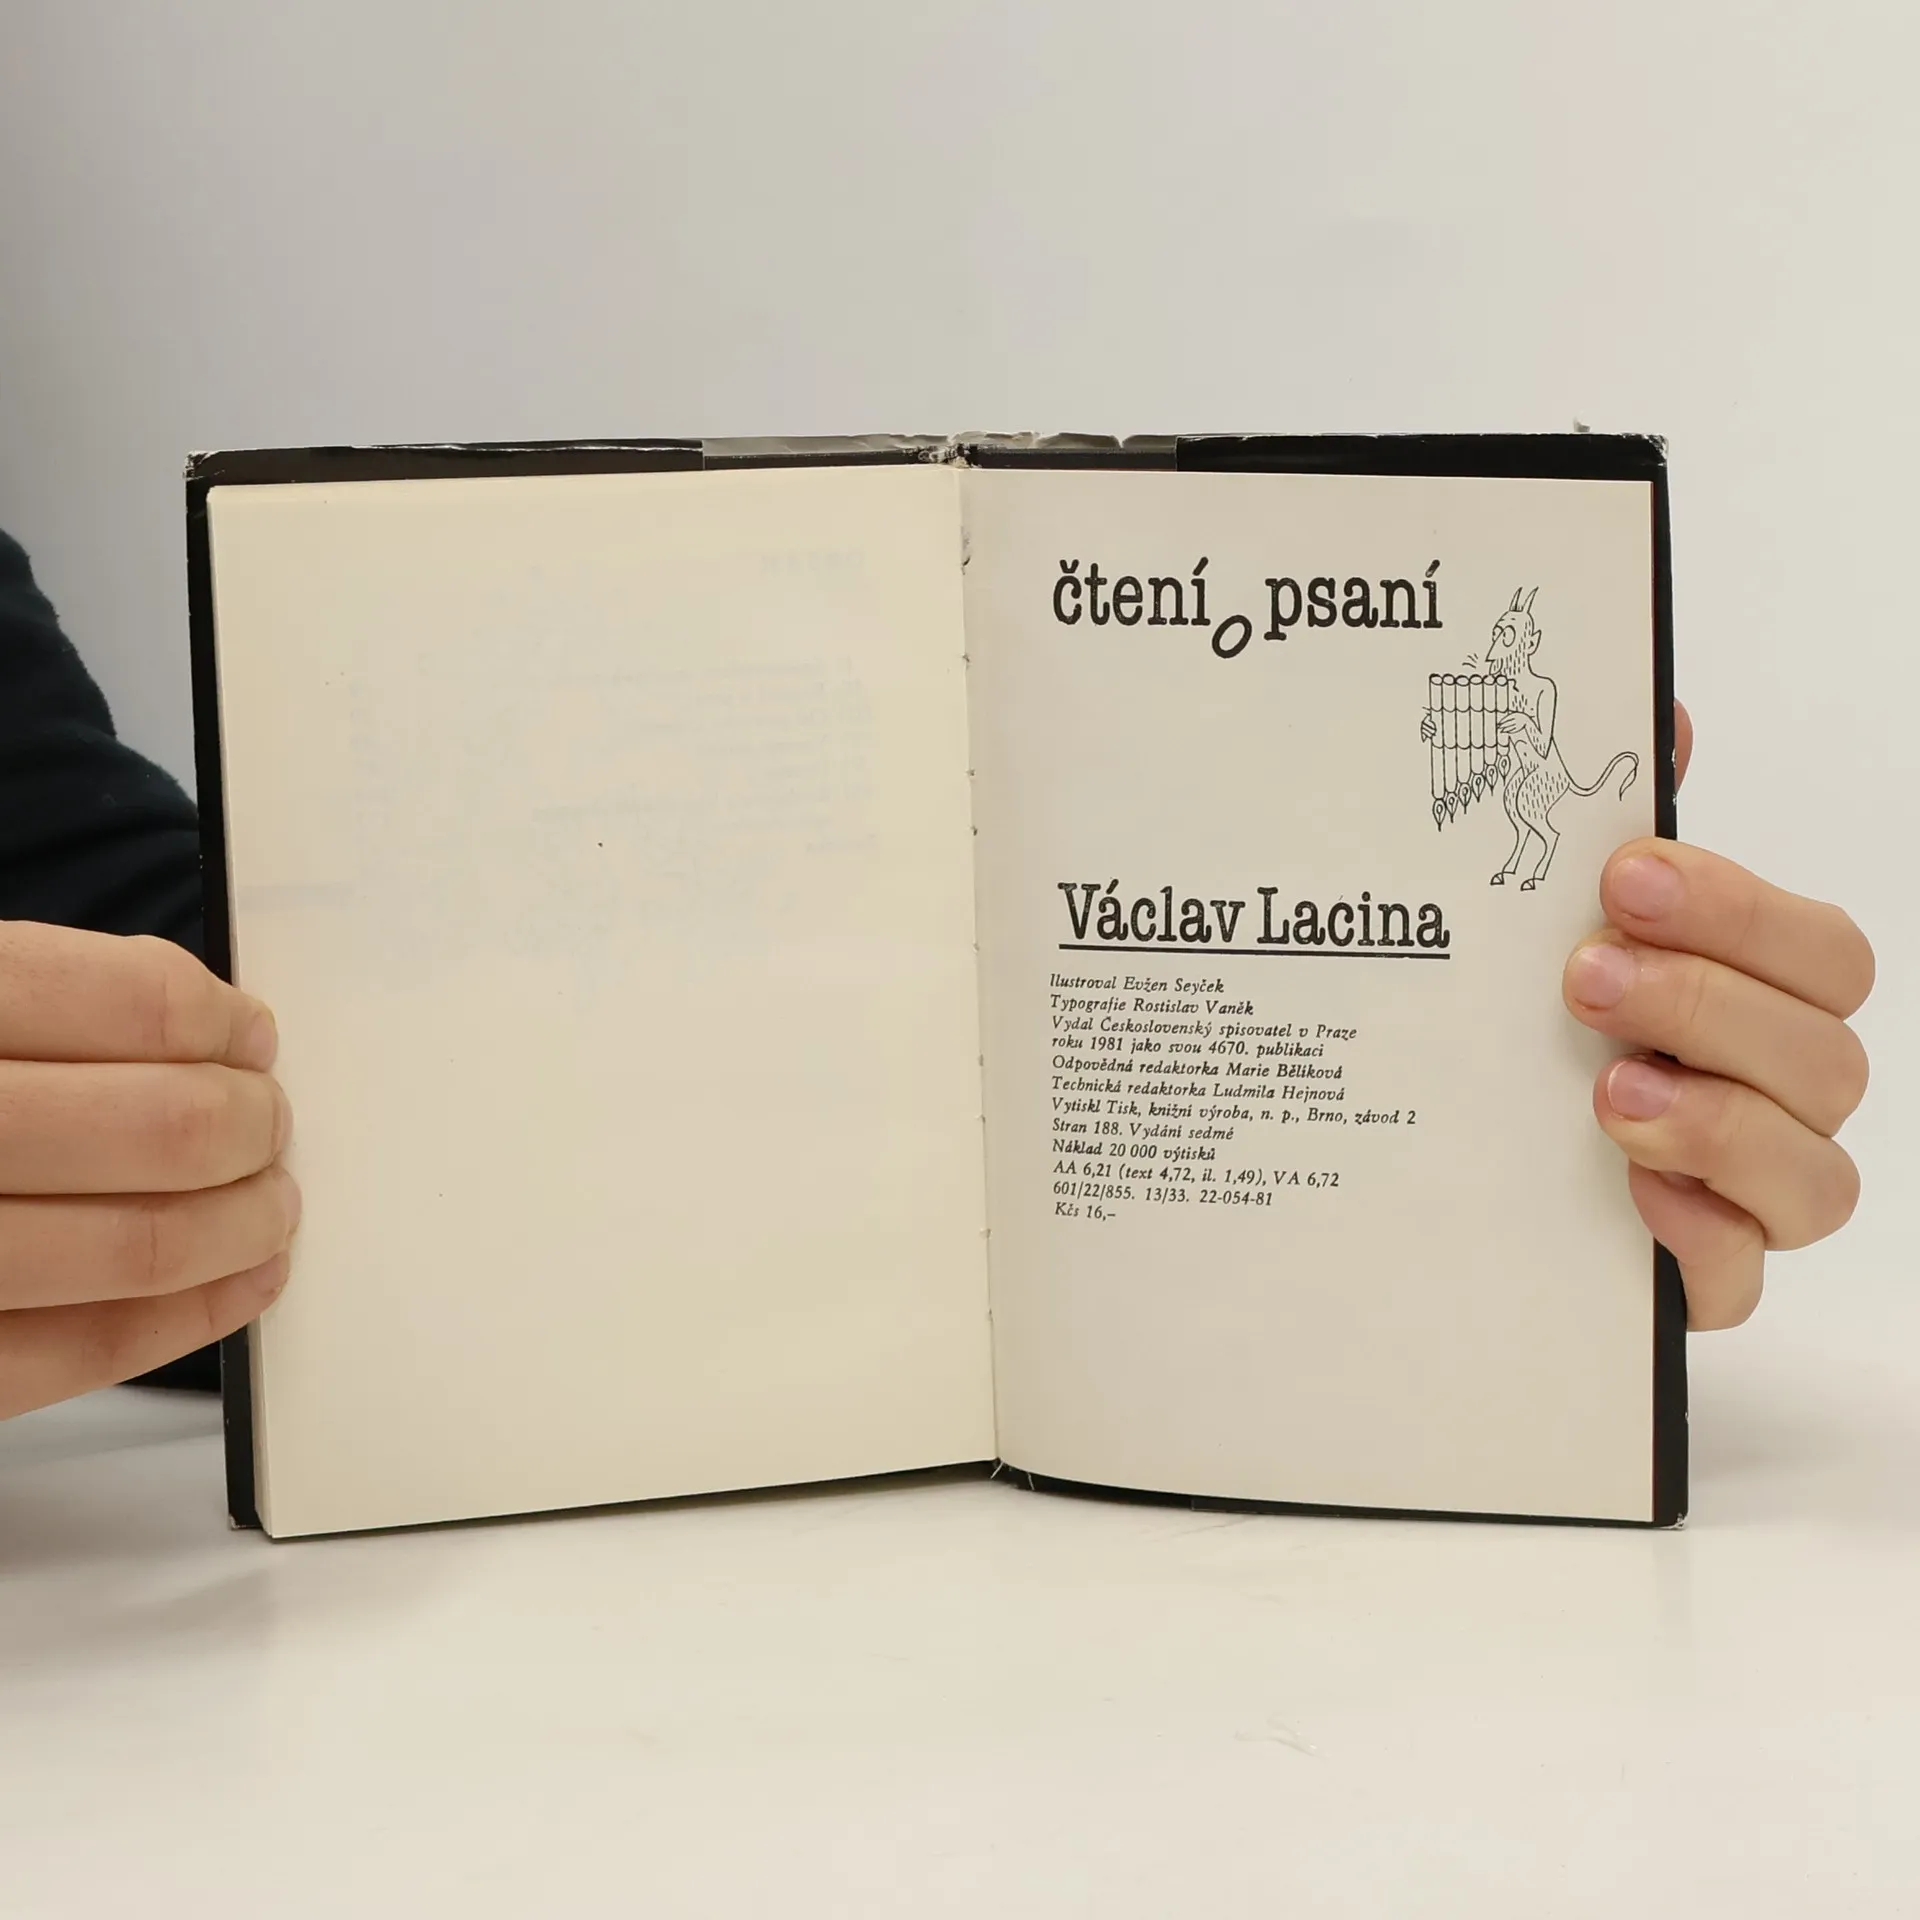 čtení o psaní
Václav Lacina
Ilustroval Evžen Seyček
Typografie Rostislav Vaněk
Vydal Československý spisovatel v Praze
roku 1981 jako svou 4670. publikaci
Odpovědná redaktorka Marie Bělíková
Technická redaktorka Ludmila Hejnová
Vytiskl Tisk, knižní výroba, n. p., Brno, závod 2
Stran 188. Vydání sedmé
Náklad 20 000 výtisků
AA 6,21 (text 4,72, il. 1,49), VA 6,72
601/22/855. 13/33. 22-054-81
Kčs 16,–